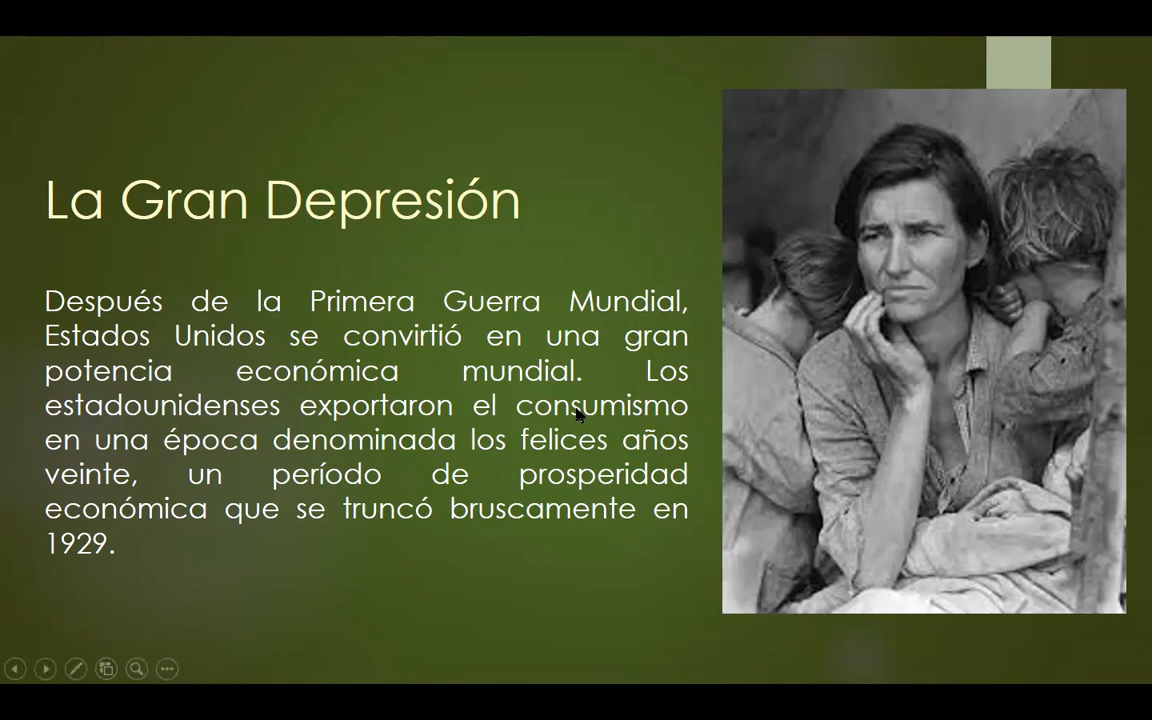 La Gran Depresión
Después de la Primera Guerra Mundial,
Estados Unidos se convirtió en una gran
potencia económica mundial. Los
estadounidenses exportaron el consumismo
en una época denominada los felices años
veinte, un período de prosperidad
económica que se truncó bruscamente en
1929.